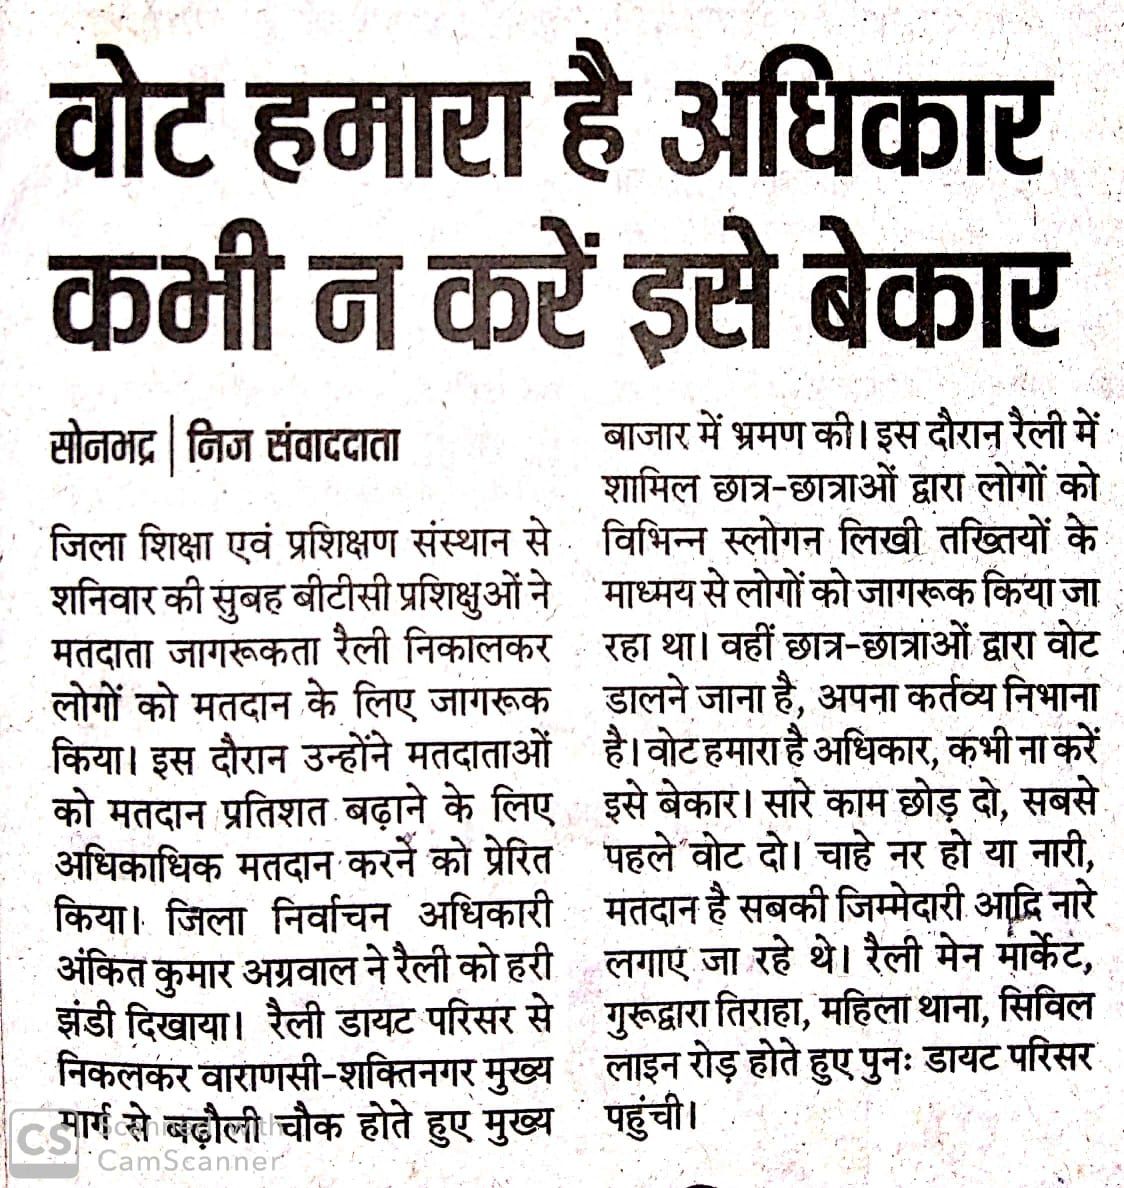 वोट हमारा है अधिकार
कभी न करें इसे बेकार
सोनभद्र | निज संवाददाता
जिला शिक्षा एवं प्रशिक्षण संस्थान से
शनिवार की सुबह बीटीसी प्रशिक्षुओं ने
मतदाता जागरूकता रैली निकालकर
लोगों को मतदान के लिए जागरूक
किया। इस दौरान उन्होंने मतदाताओं
को मतदान प्रतिशत बढ़ाने के लिए
अधिकाधिक मतदान करने को प्रेरित
किया। जिला निर्वाचन अधिकारी
अंकित कुमार अग्रवाल ने रैली को हरी
झंडी दिखाया। रैली डायट परिसर से
निकलकर वाराणसी-शक्तिनगर मुख्य
मार्ग से बढ़ौली चौक होते हुए मुख्य
बाजार में भ्रमण की। इस दौरान रैली में
शामिल छात्र-छात्राओं द्वारा लोगों को
विभिन्न स्लोगन लिखी तख्तियों के
माध्मय से लोगों को जागरूक किया जा
रहा था। वहीं छात्र-छात्राओं द्वारा वोट
डालने जाना है, अपना कर्तव्य निभाना
है। वोट हमारा है अधिकार, कभी ना करें
इसे बेकार। सारे काम छोड़ दो, सबसे
पहले वोट दो। चाहे नर हो या नारी,
मतदान है सबकी जिम्मेदारी आदि नारे
लगाए जा रहे थे। रैली मेन मार्केट,
गुरूद्वारा तिराहा, महिला थाना, सिविल
लाइन रोड़ होते हुए पुनः डायट परिसर
पहुंची।
CS Scanned with
CamScanner